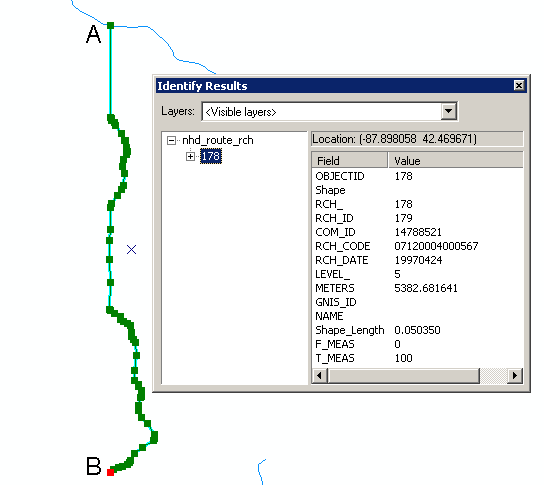 A
Identify Results
Layers: <Visible layers>
nhd_route_rch
178
Location: (-87.898058 42.469671)
Field Value
OBJECTID 178
Shape
RCH_ 178
RCH_ID 179
COM_ID 14788521
RCH_CODE 07120004000567
RCH_DATE 19970424
LEVEL_ 5
METERS 5382.681641
GNIS_ID
NAME
Shape_Length 0.050350
F_MEAS 0
T_MEAS 100
B